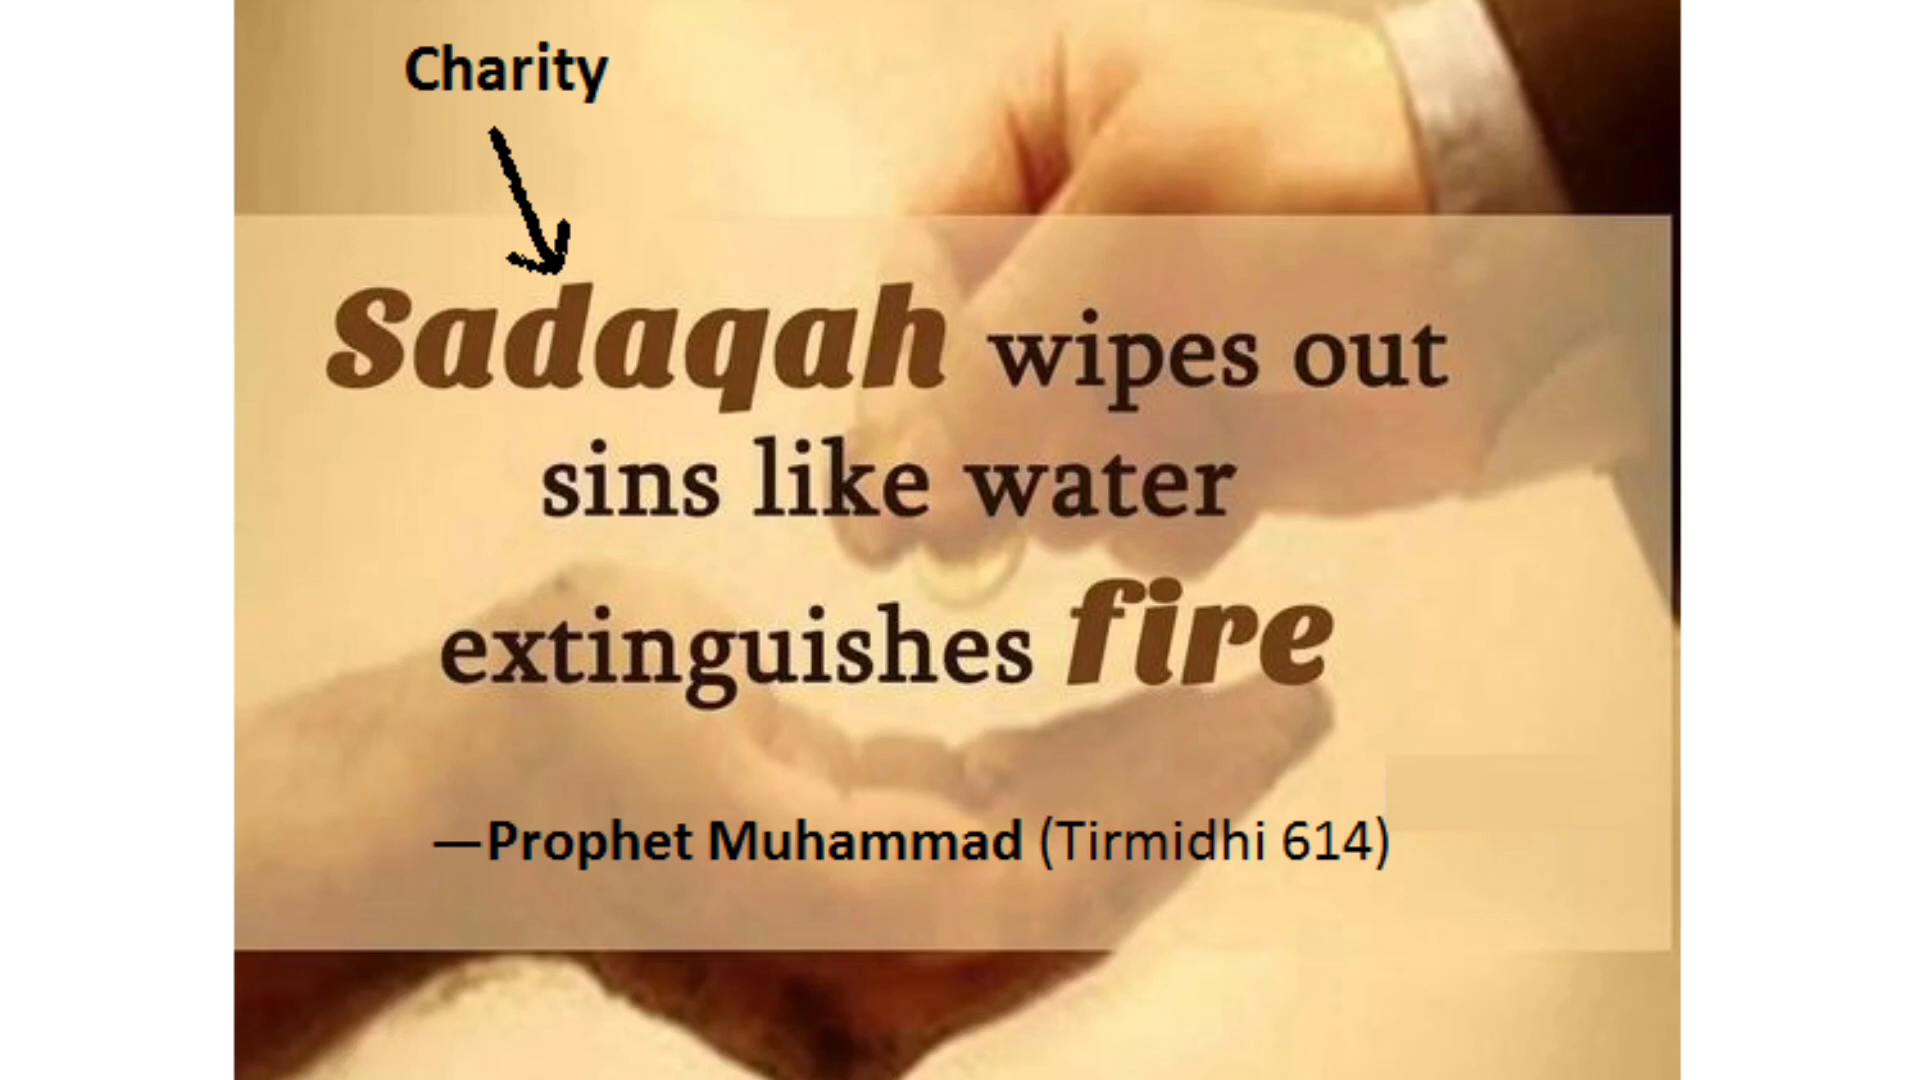 Charity
Sadaqah wipes out
sins like water
extinguishes fire
—Prophet Muhammad (Tirmidhi 614)